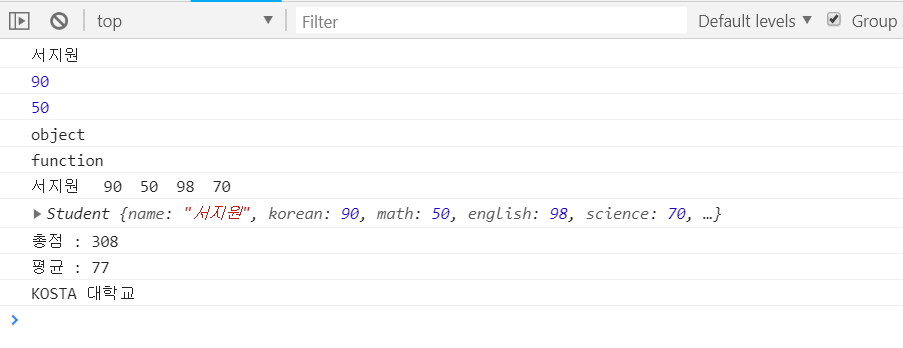 top Filter Default levels Group
서지원
90
50
object
function
서지원 90 50 98 70
Student {name: "서지원", korean: 90, math: 50, english: 98, science: 70, …}
총점 : 308
평균 : 77
KOSTA 대학교